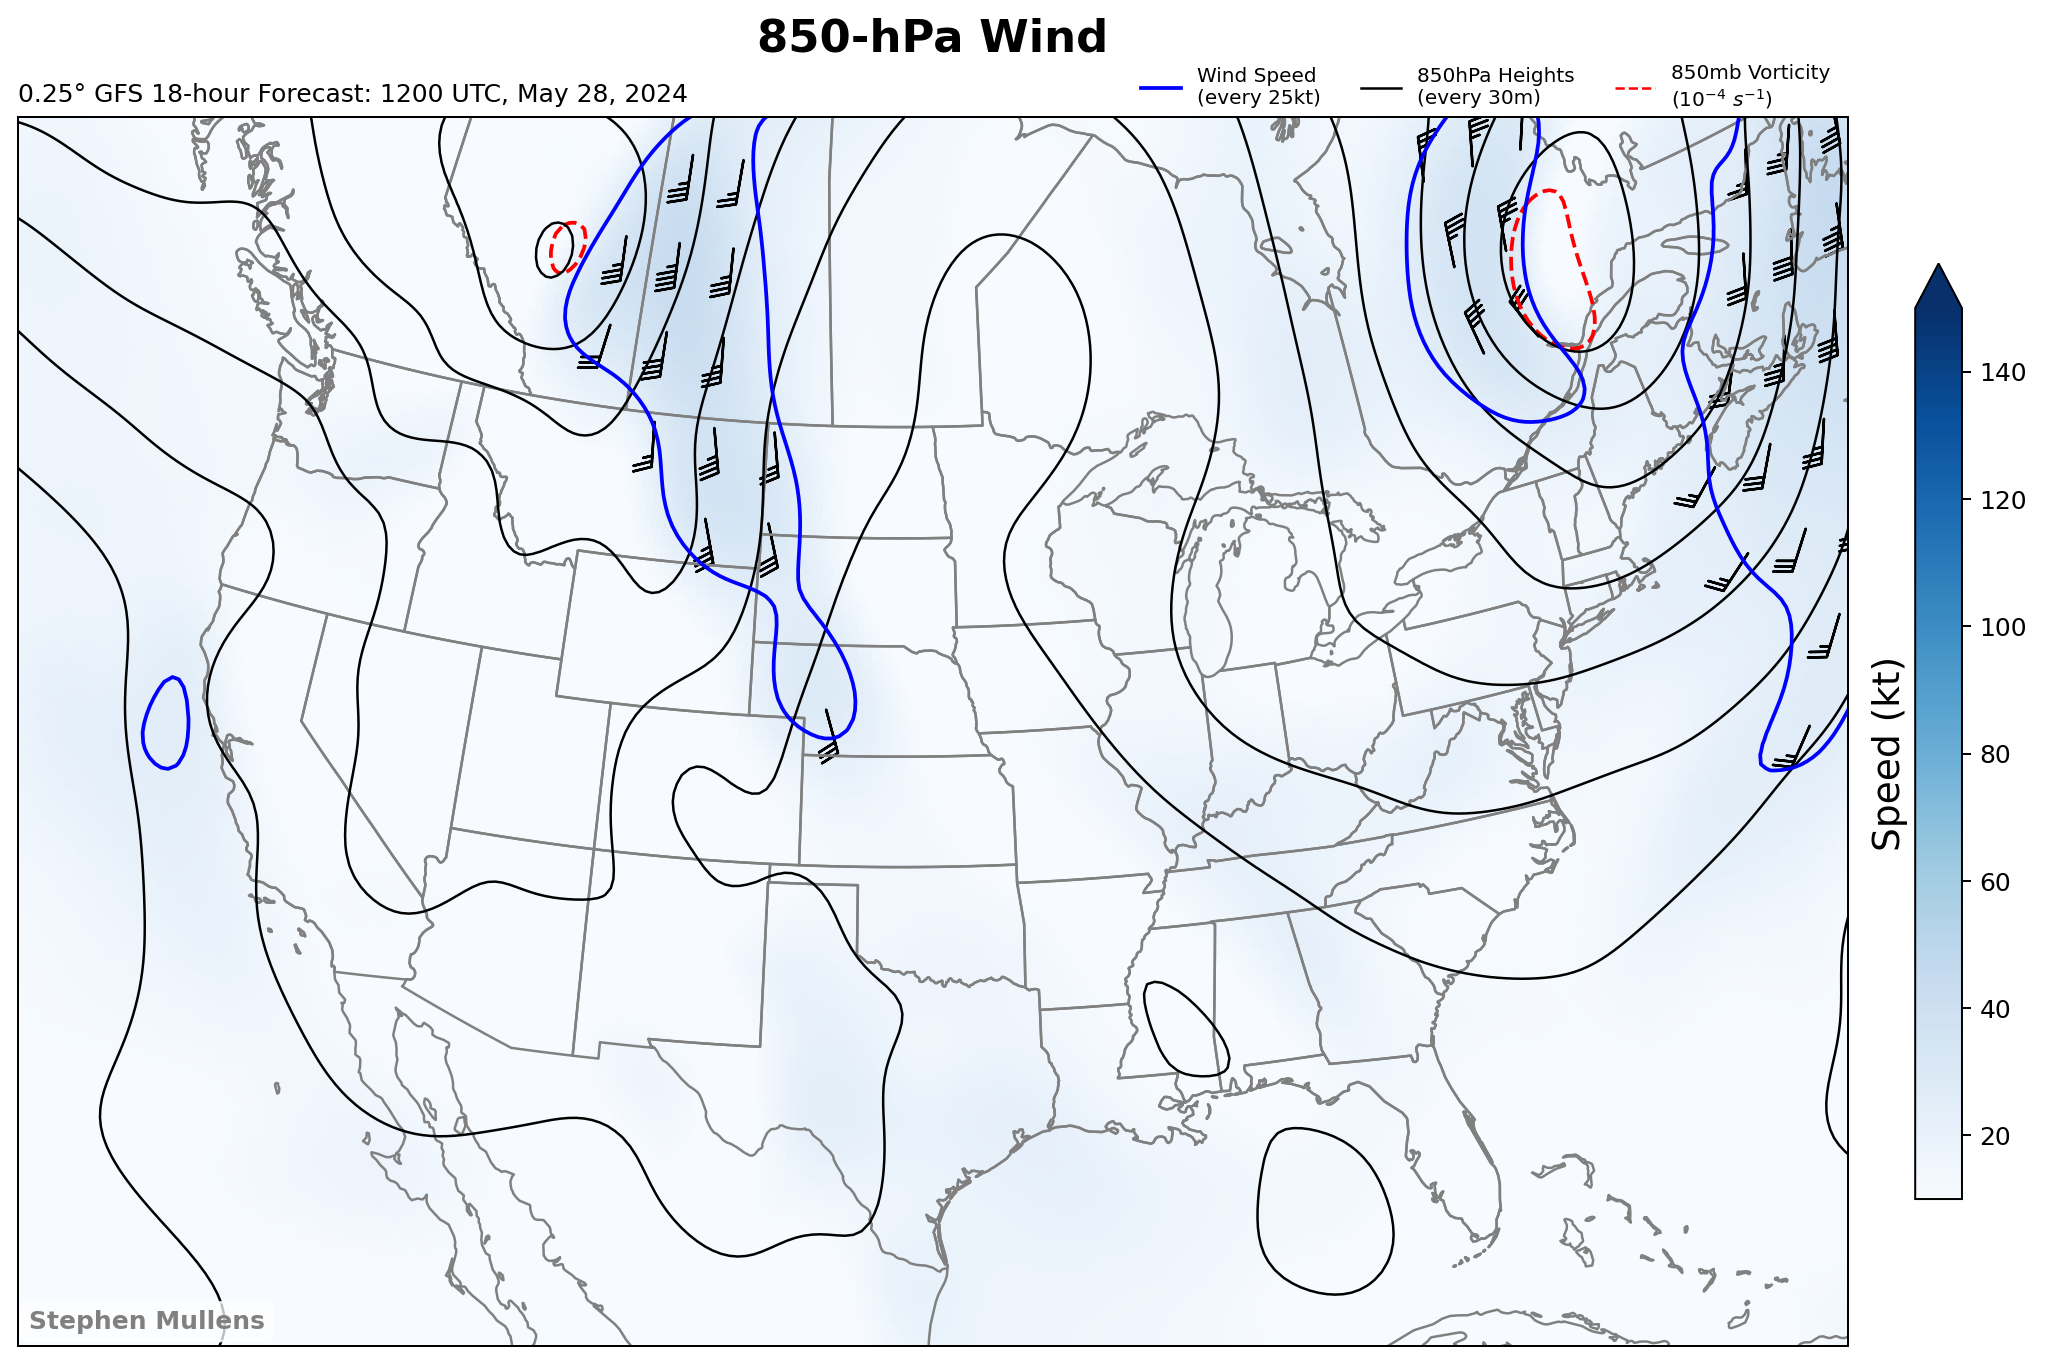 850-hPa Wind
0.25° GFS 18-hour Forecast: 1200 UTC, May 28, 2024
Wind Speed
(every 25kt)
850hPa Heights
(every 30m)
850mb Vorticity
(10⁻⁴ s⁻¹)
140
120
100
80
60
40
20
Speed (kt)
Stephen Mullens